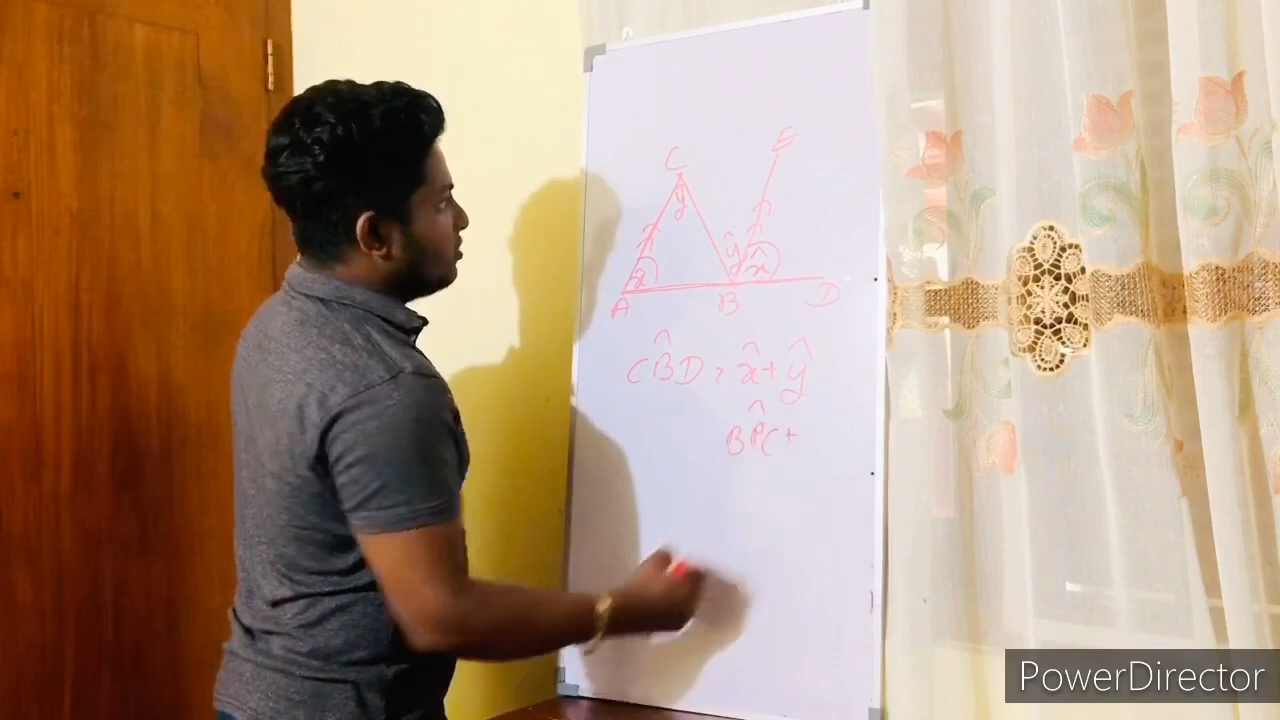 E
C
ŷ
ŷ x̂
x
A B D
CB̂D = x̂ + ŷ
BÂC +
PowerDirector